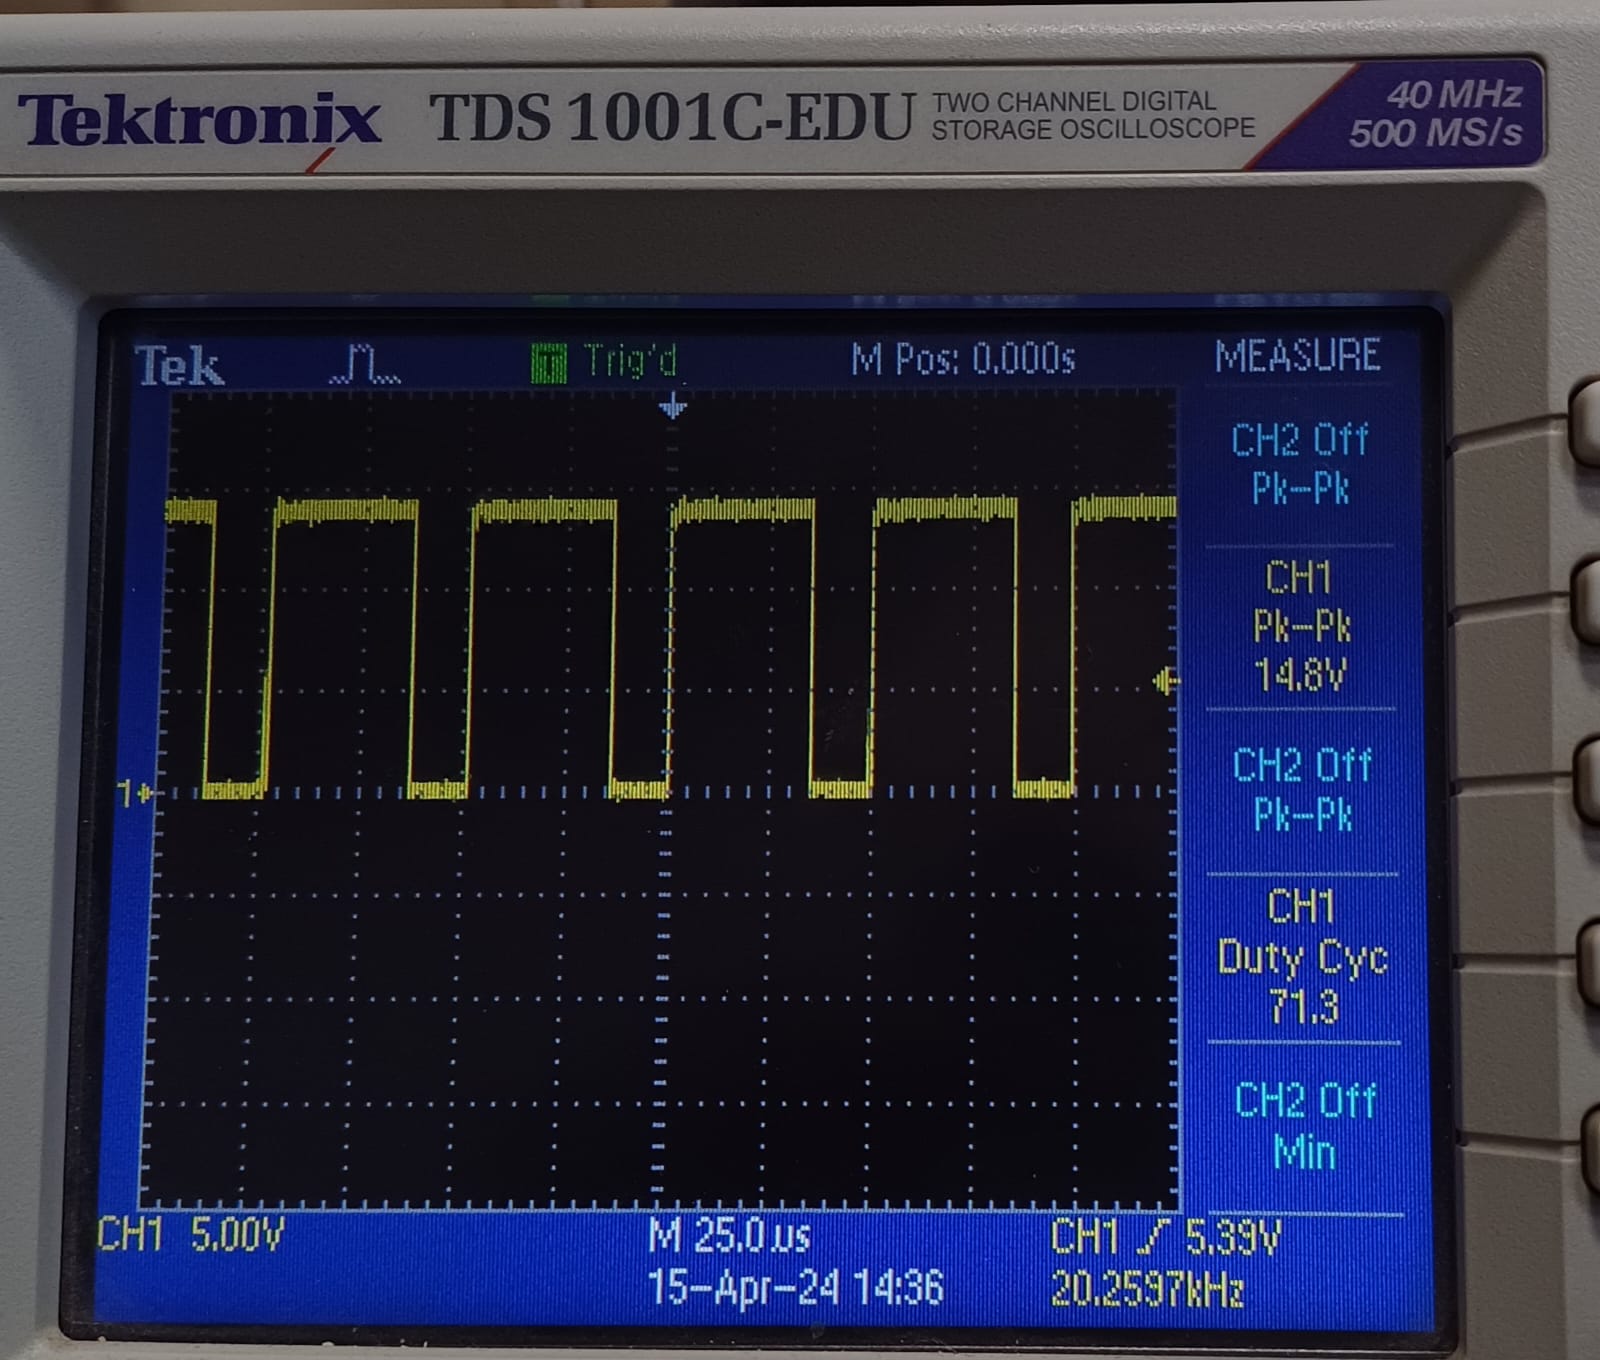 Tektronix TDS 1001C-EDU TWO CHANNEL DIGITAL STORAGE OSCILLOSCOPE
40 MHz
500 MS/s
Tek T Trig'd M Pos: 0.000s MEASURE
CH2 Off
Pk-Pk
CH1
Pk-Pk
14.8V
CH2 Off
Pk-Pk
CH1
Duty Cyc
71.3
CH2 Off
Min
1
CH1 5.00V M 25.0µs CH1 5.39V
15-Apr-24 14:36 20.2597kHz